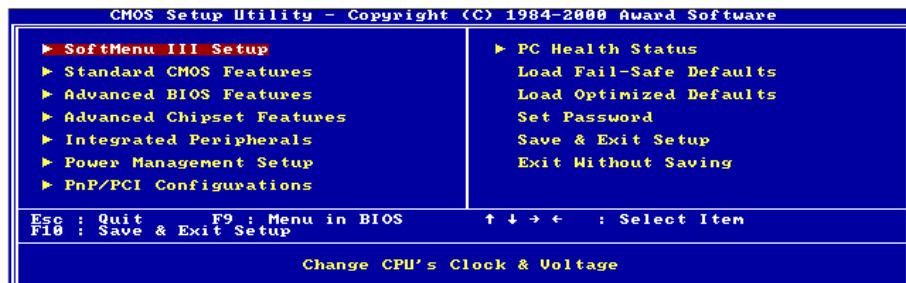 CMOS Setup Utility - Copyright (C) 1984-2000 Award Software
► SoftMenu III Setup
► Standard CMOS Features
► Advanced BIOS Features
► Advanced Chipset Features
► Integrated Peripherals
► Power Management Setup
► PnP/PCI Configurations
► PC Health Status
Load Fail-Safe Defaults
Load Optimized Defaults
Set Password
Save & Exit Setup
Exit Without Saving
Esc : Quit F9 : Menu in BIOS ↑ ↓ → ← : Select Item
F10 : Save & Exit Setup
Change CPU's Clock & Voltage